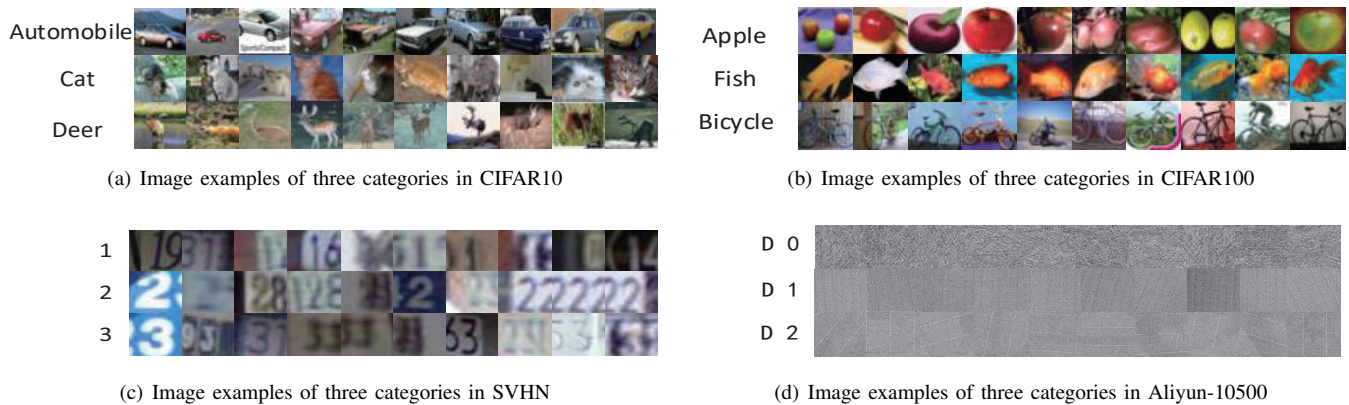 Automobile
Cat
Deer
(a) Image examples of three categories in CIFAR10
Apple
Fish
Bicycle
(b) Image examples of three categories in CIFAR100
1
2
3
(c) Image examples of three categories in SVHN
D 0
D 1
D 2
(d) Image examples of three categories in Aliyun-10500